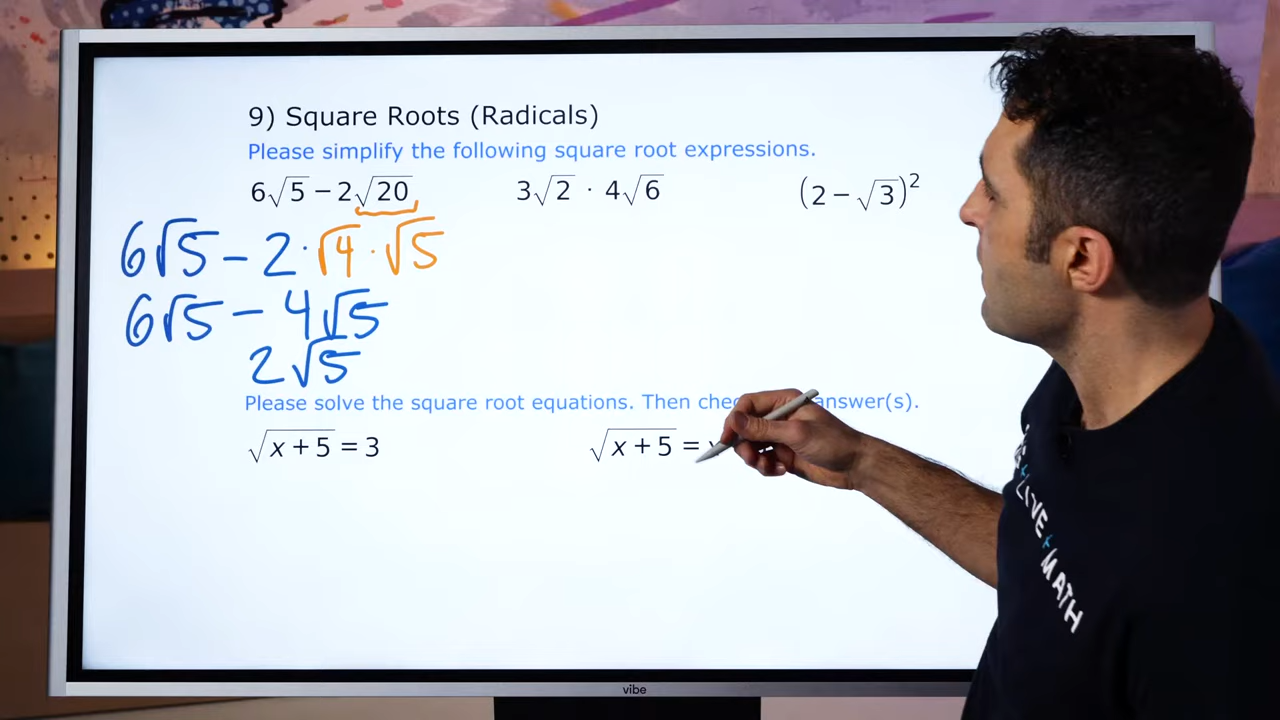 9) Square Roots (Radicals)
Please simplify the following square root expressions.
6√5 − 2√20   3√2 · 4√6   (2 − √3)²
6√5 − 2 · √4 · √5
6√5 − 4√5
2√5
Please solve the square root equations. Then answer(s).
√(x + 5) = 3   √(x + 5) =
LIVE + MATH
vibe